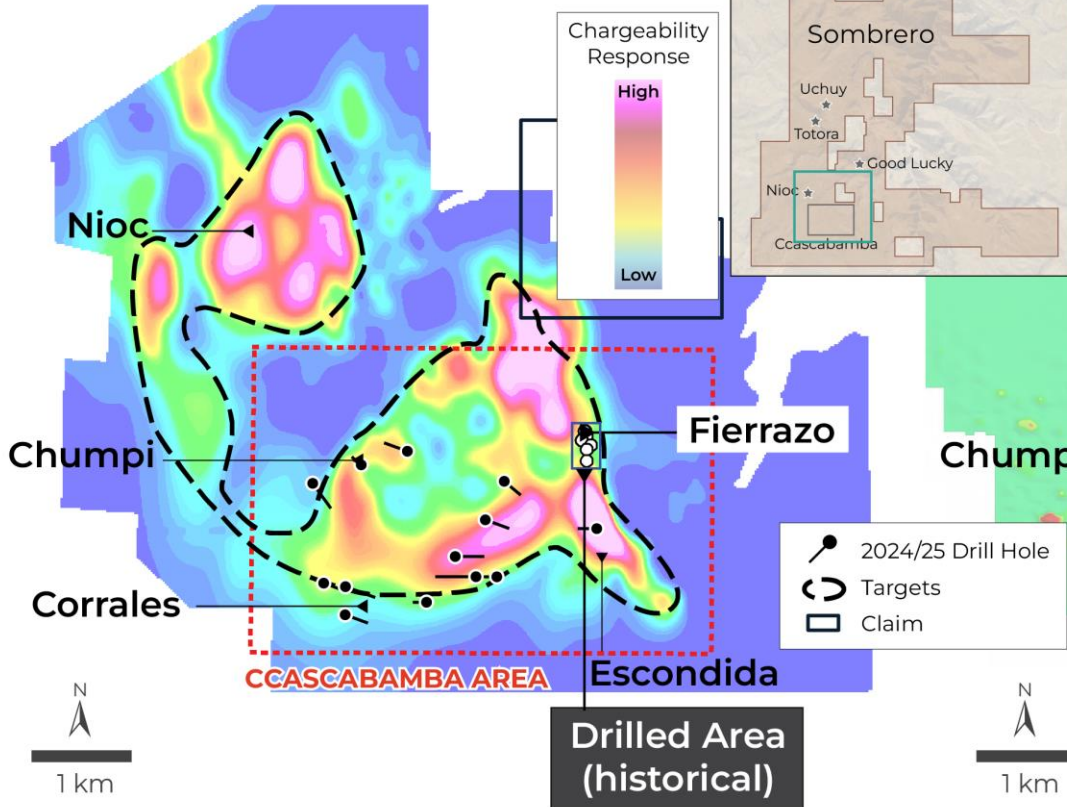 Chargeability
Response
High
Low
Sombrero
Uchuy
Totora
Good Lucky
Nioc
Ccascabamba
Nioc
Chumpi
Fierrazo
Chump
Corrales
CCASCABAMBA AREA
Escondida
2024/25 Drill Hole
Targets
Claim
Drilled Area
(historical)
N
1 km
N
1 km